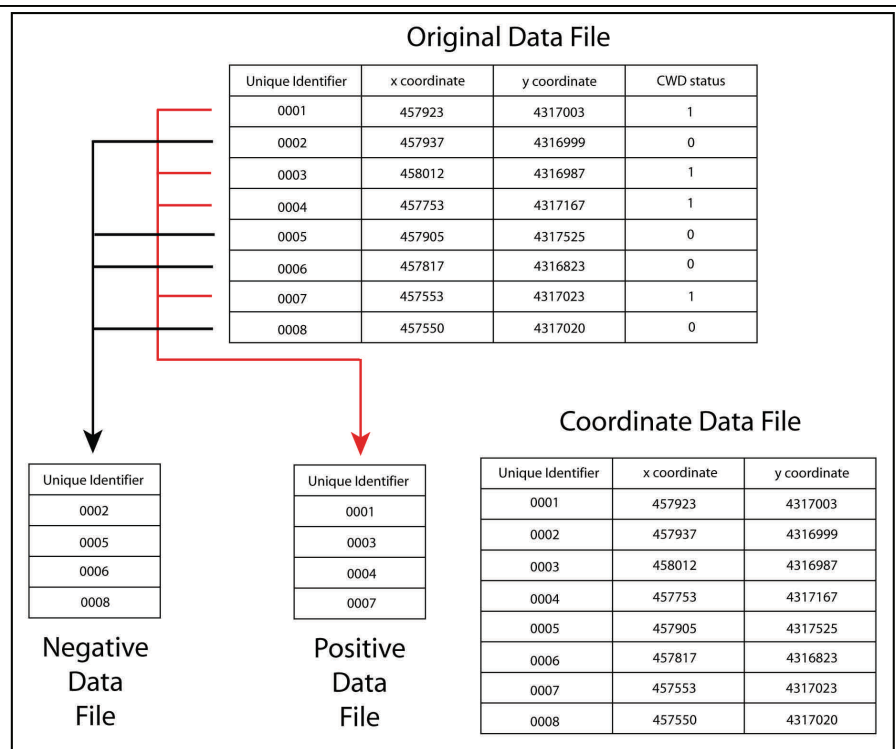 Original Data File
Unique Identifier x coordinate y coordinate CWD status
0001 457923 4317003 1
0002 457937 4316999 0
0003 458012 4316987 1
0004 457753 4317167 1
0005 457905 4317525 0
0006 457817 4316823 0
0007 457553 4317023 1
0008 457550 4317020 0
Unique Identifier
0002
0005
0006
0008
Negative
Data
File
Unique Identifier
0001
0003
0004
0007
Positive
Data
File
Coordinate Data File
Unique Identifier x coordinate y coordinate
0001 457923 4317003
0002 457937 4316999
0003 458012 4316987
0004 457753 4317167
0005 457905 4317525
0006 457817 4316823
0007 457553 4317023
0008 457550 4317020